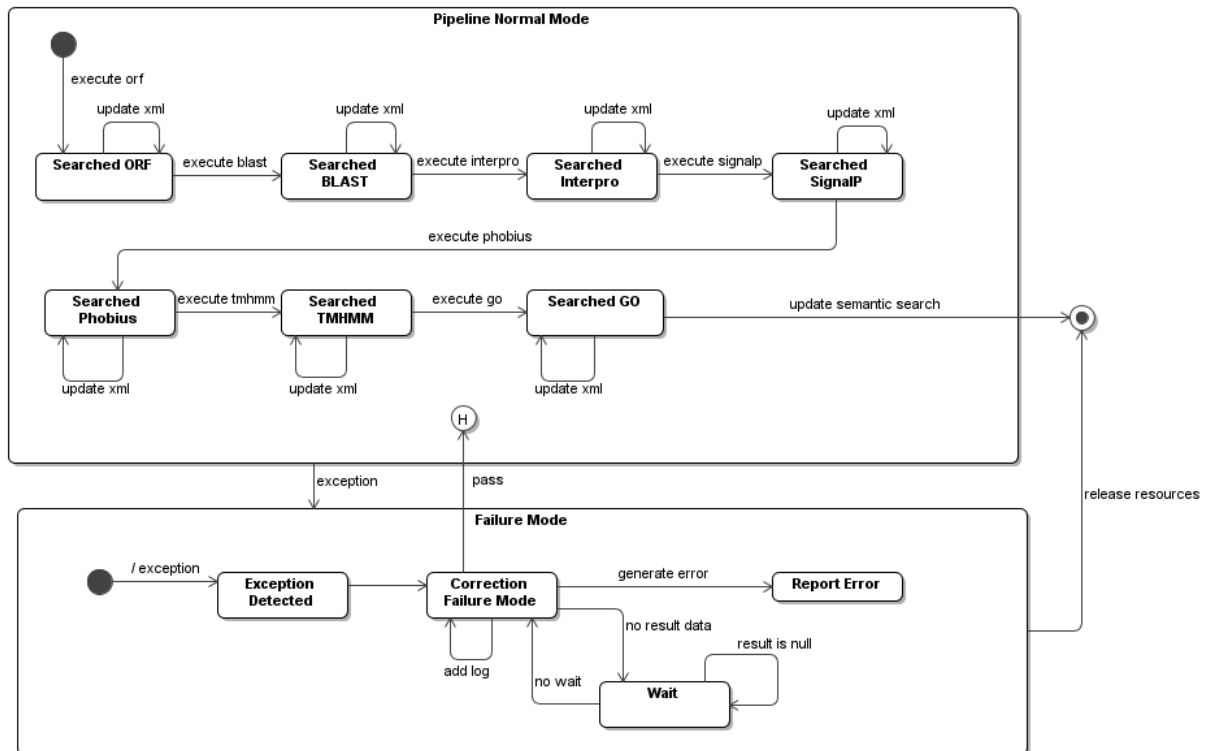 Pipeline Normal Mode
execute orf
update xml
update xml
update xml
update xml
Searched ORF
execute blast
Searched
BLAST
execute interpro
Searched
Interpro
execute signalp
Searched
SignalP
execute phobius
Searched
Phobius
execute tmhmm
Searched
TMHMM
execute go
Searched GO
update semantic search
update xml
update xml
update xml
H
exception
pass
release resources
Failure Mode
/ exception
Exception
Detected
Correction
Failure Mode
generate error
Report Error
no result data
result is null
add log
no wait
Wait